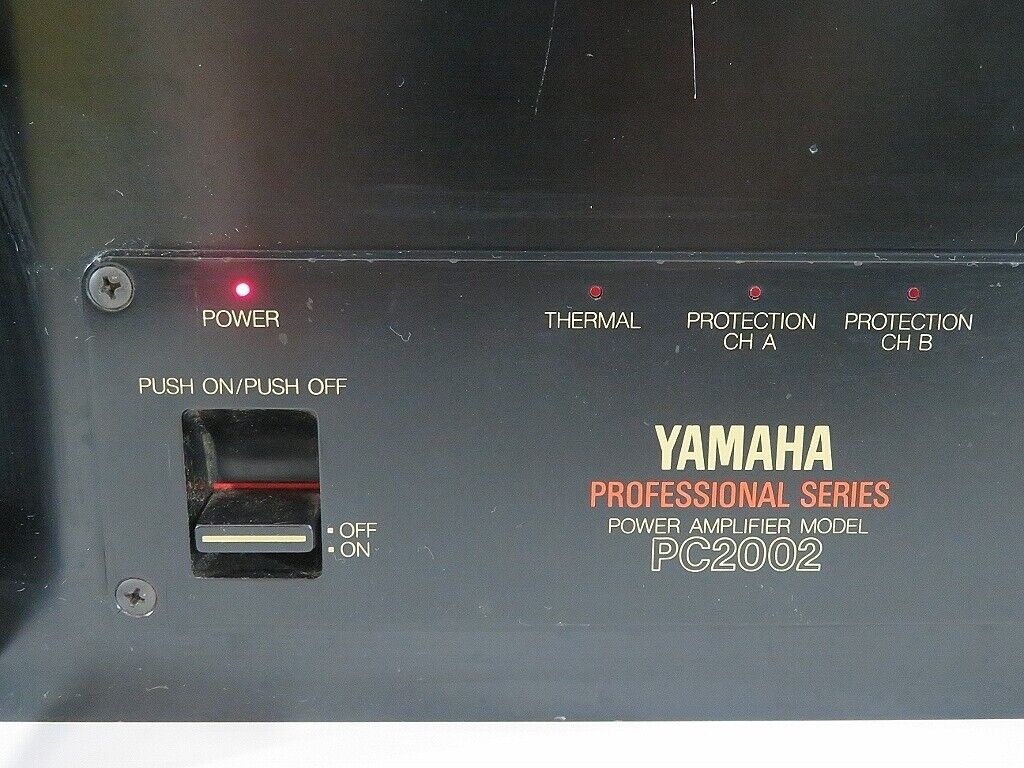 POWER
THERMAL
PROTECTION
CH A
PROTECTION
CH B
PUSH ON/PUSH OFF
OFF
ON
YAMAHA
PROFESSIONAL SERIES
POWER AMPLIFIER MODEL
PC2002